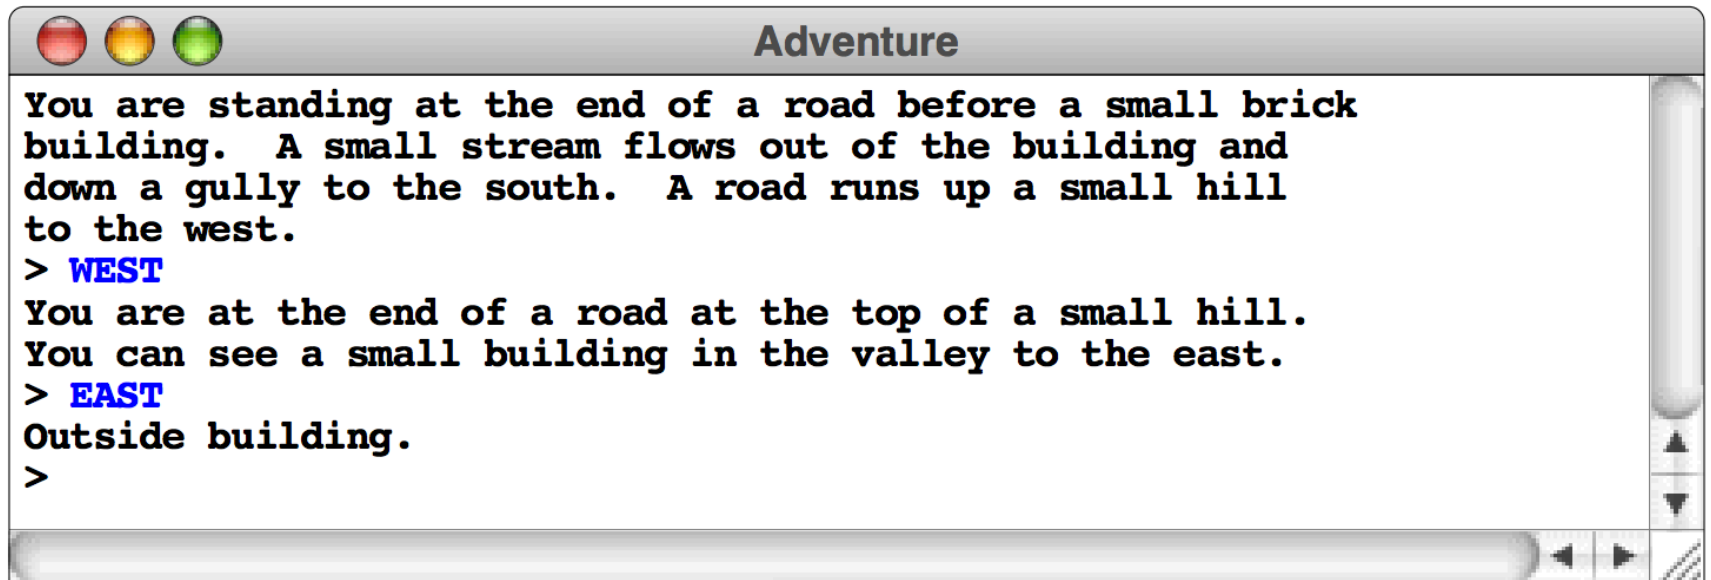 Adventure
You are standing at the end of a road before a small brick
building.  A small stream flows out of the building and
down a gully to the south.  A road runs up a small hill
to the west.
> WEST
You are at the end of a road at the top of a small hill.
You can see a small building in the valley to the east.
> EAST
Outside building.
>